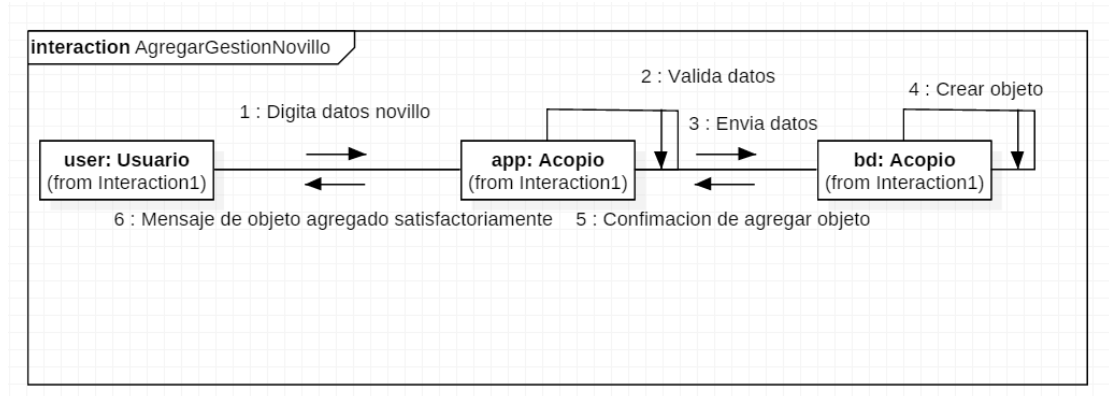 interaction AgregarGestionNovillo
2 : Valida datos
4 : Crear objeto
1 : Digita datos novillo
3 : Envia datos
user: Usuario
(from Interaction1)
app: Acopio
(from Interaction1)
bd: Acopio
(from Interaction1)
6 : Mensaje de objeto agregado satisfactoriamente
5 : Confimacion de agregar objeto